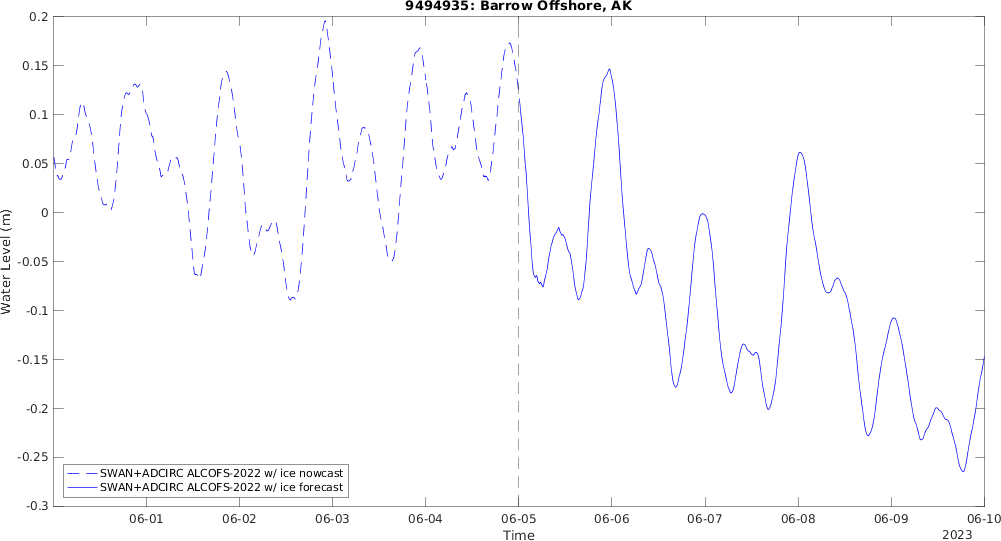 9494935: Barrow Offshore, AK
Water Level (m)
0.2
0.15
0.1
0.05
0
-0.05
-0.1
-0.15
-0.2
-0.25
-0.3
SWAN+ADCIRC ALCOFS-2022 w/ ice nowcast
SWAN+ADCIRC ALCOFS-2022 w/ ice forecast
06-01 06-02 06-03 06-04 06-05 06-06 06-07 06-08 06-09 06-10
Time
2023